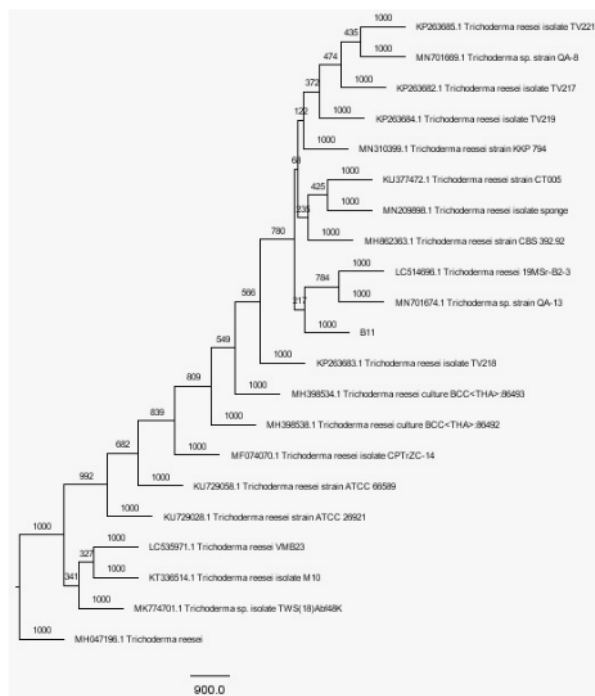 1000
KP263685.1 Trichoderma reesei isolate TV221
435
1000
MN701669.1 Trichoderma sp. strain QA-8
474
1000
KP263682.1 Trichoderma reesei isolate TV217
372
1000
KP263684.1 Trichoderma reesei isolate TV219
122
1000
MN310399.1 Trichoderma reesei strain KKP 794
68
1000
KU377472.1 Trichoderma reesei strain CT005
425
1000
MN209898.1 Trichoderma reesei isolate sponge
235
1000
MH862363.1 Trichoderma reesei strain CBS 392.92
780
1000
LC514696.1 Trichoderma reesei 19MSr-B2-3
784
1000
MN701674.1 Trichoderma sp. strain QA-13
217
1000
B11
566
1000
KP263683.1 Trichoderma reesei isolate TV218
549
1000
MH398534.1 Trichoderma reesei culture BCC<THA>:86493
809
1000
MH398538.1 Trichoderma reesei culture BCC<THA>:86492
839
1000
MF074070.1 Trichoderma reesei isolate CPTrZC-14
682
1000
KU729058.1 Trichoderma reesei strain ATCC 66589
992
1000
KU729028.1 Trichoderma reesei strain ATCC 26921
1000
1000
LC535971.1 Trichoderma reesei VMB23
327
1000
KT336514.1 Trichoderma reesei isolate M10
341
1000
MK774701.1 Trichoderma sp. isolate TWS(18)Abf48K
1000
MH047196.1 Trichoderma reesei
900.0